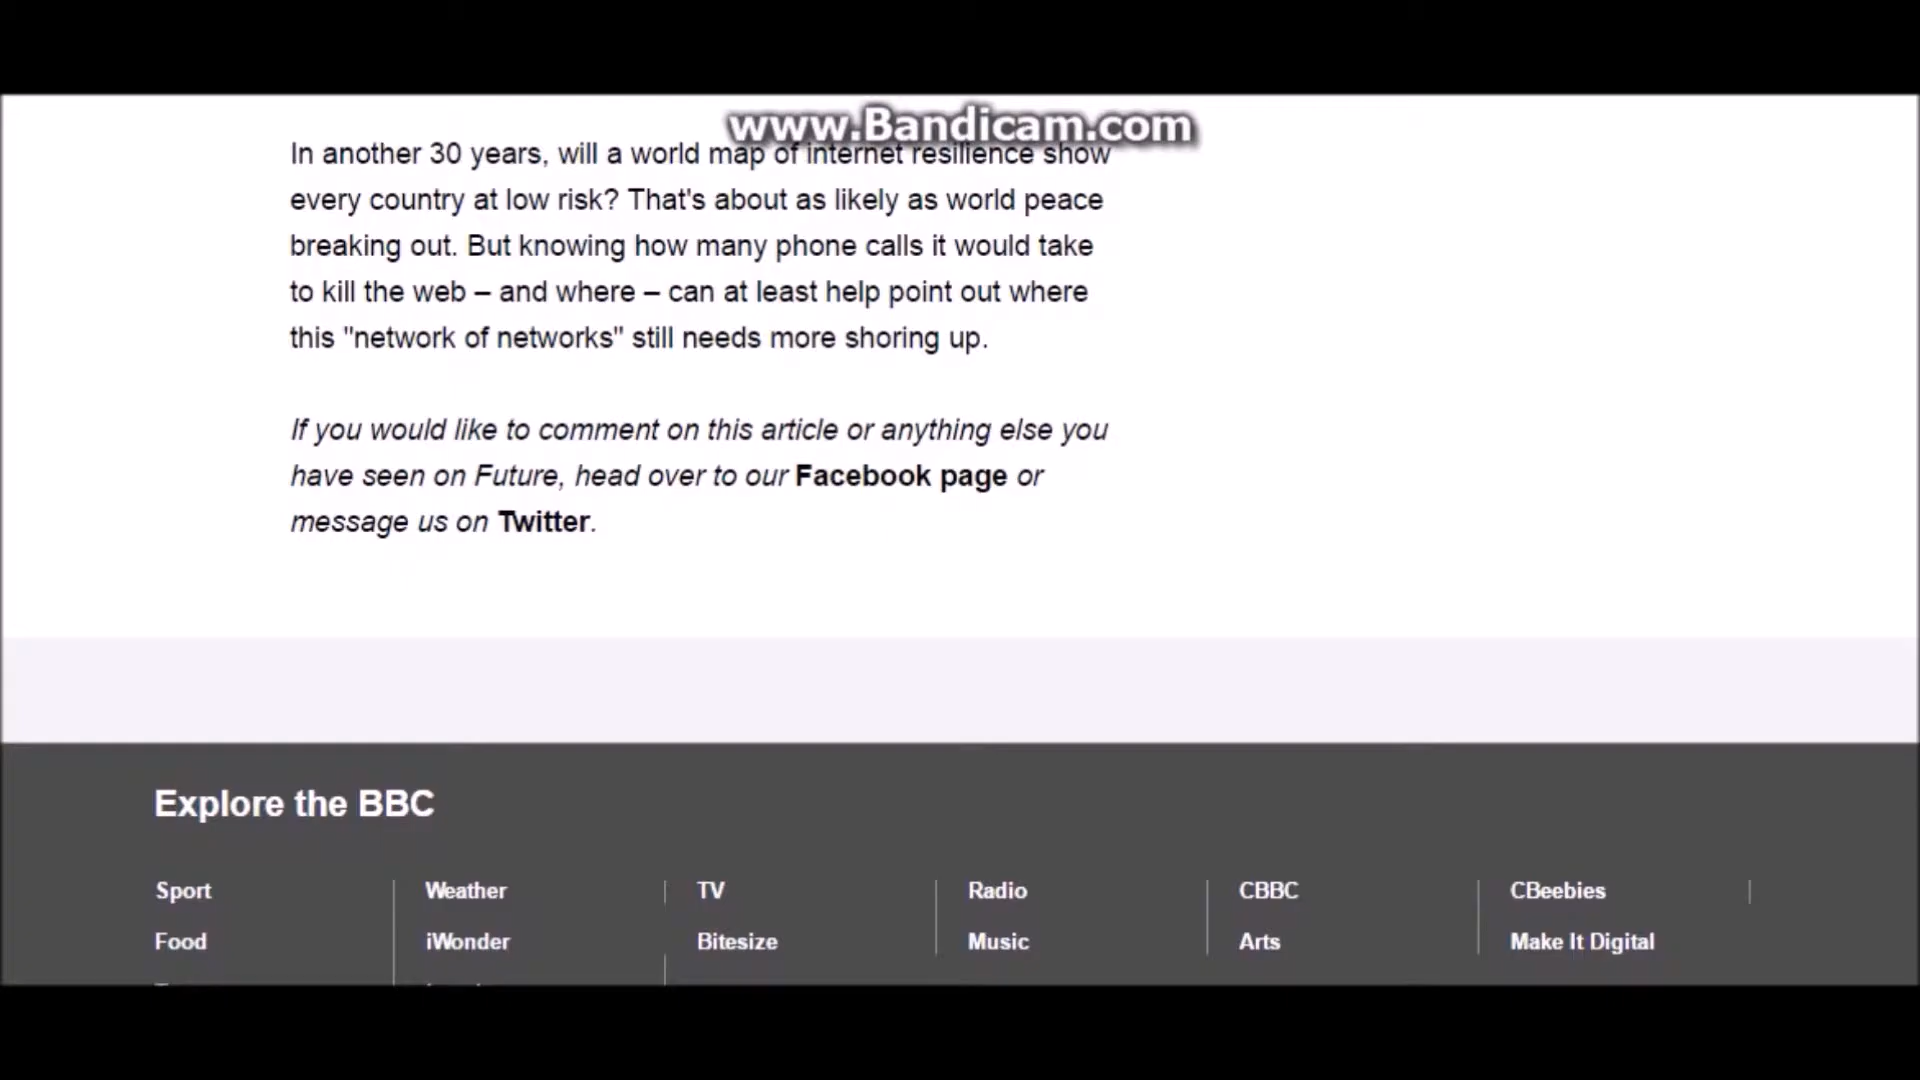 www.Bandicam.com
In another 30 years, will a world map of internet resilience show
every country at low risk? That's about as likely as world peace
breaking out. But knowing how many phone calls it would take
to kill the web – and where – can at least help point out where
this "network of networks" still needs more shoring up.
If you would like to comment on this article or anything else you
have seen on Future, head over to our Facebook page or
message us on Twitter.
Explore the BBC
Sport Weather TV Radio CBBC CBeebies
Food iWonder Bitesize Music Arts Make It Digital